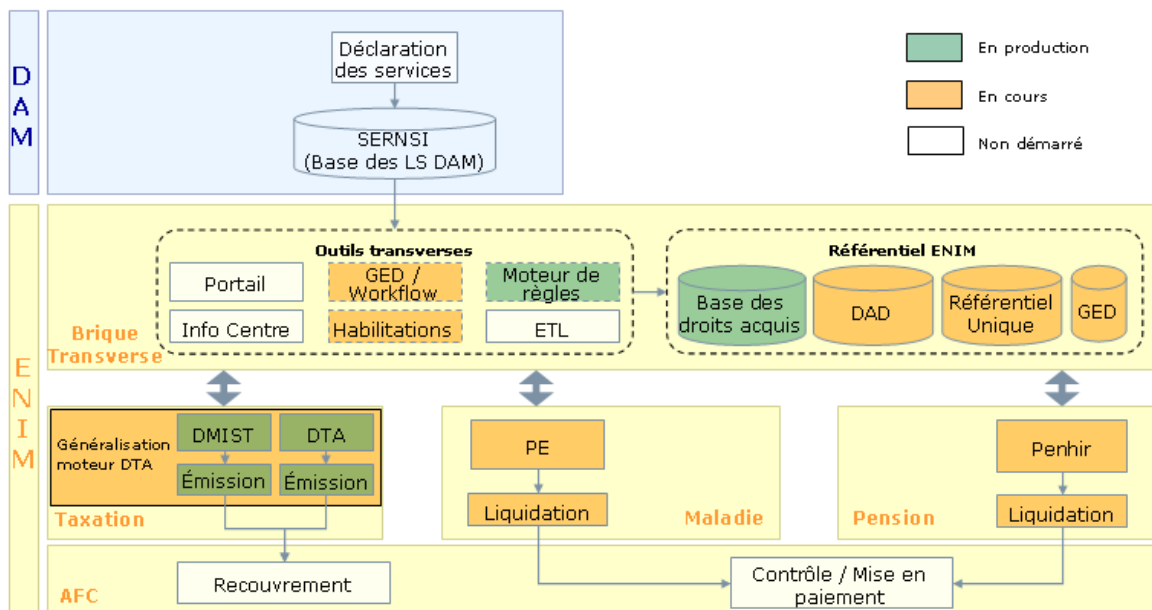 D
A
M
Déclaration
des services
SERNSI
(Base des LS DAM)
En production
En cours
Non démarré
E
N
I
M
Outils transverses
Portail
GED /
Workflow
Moteur de
règles
Info Centre
Habilitations
ETL
Référentiel ENIM
Base des
droits acquis
DAD
Référentiel
Unique
GED
Brique
Transverse
Généralisation
moteur DTA
DMIST
DTA
Émission
Émission
Taxation
PE
Liquidation
Maladie
Penhir
Liquidation
Pension
Recouvrement
Contrôle / Mise en
paiement
AFC